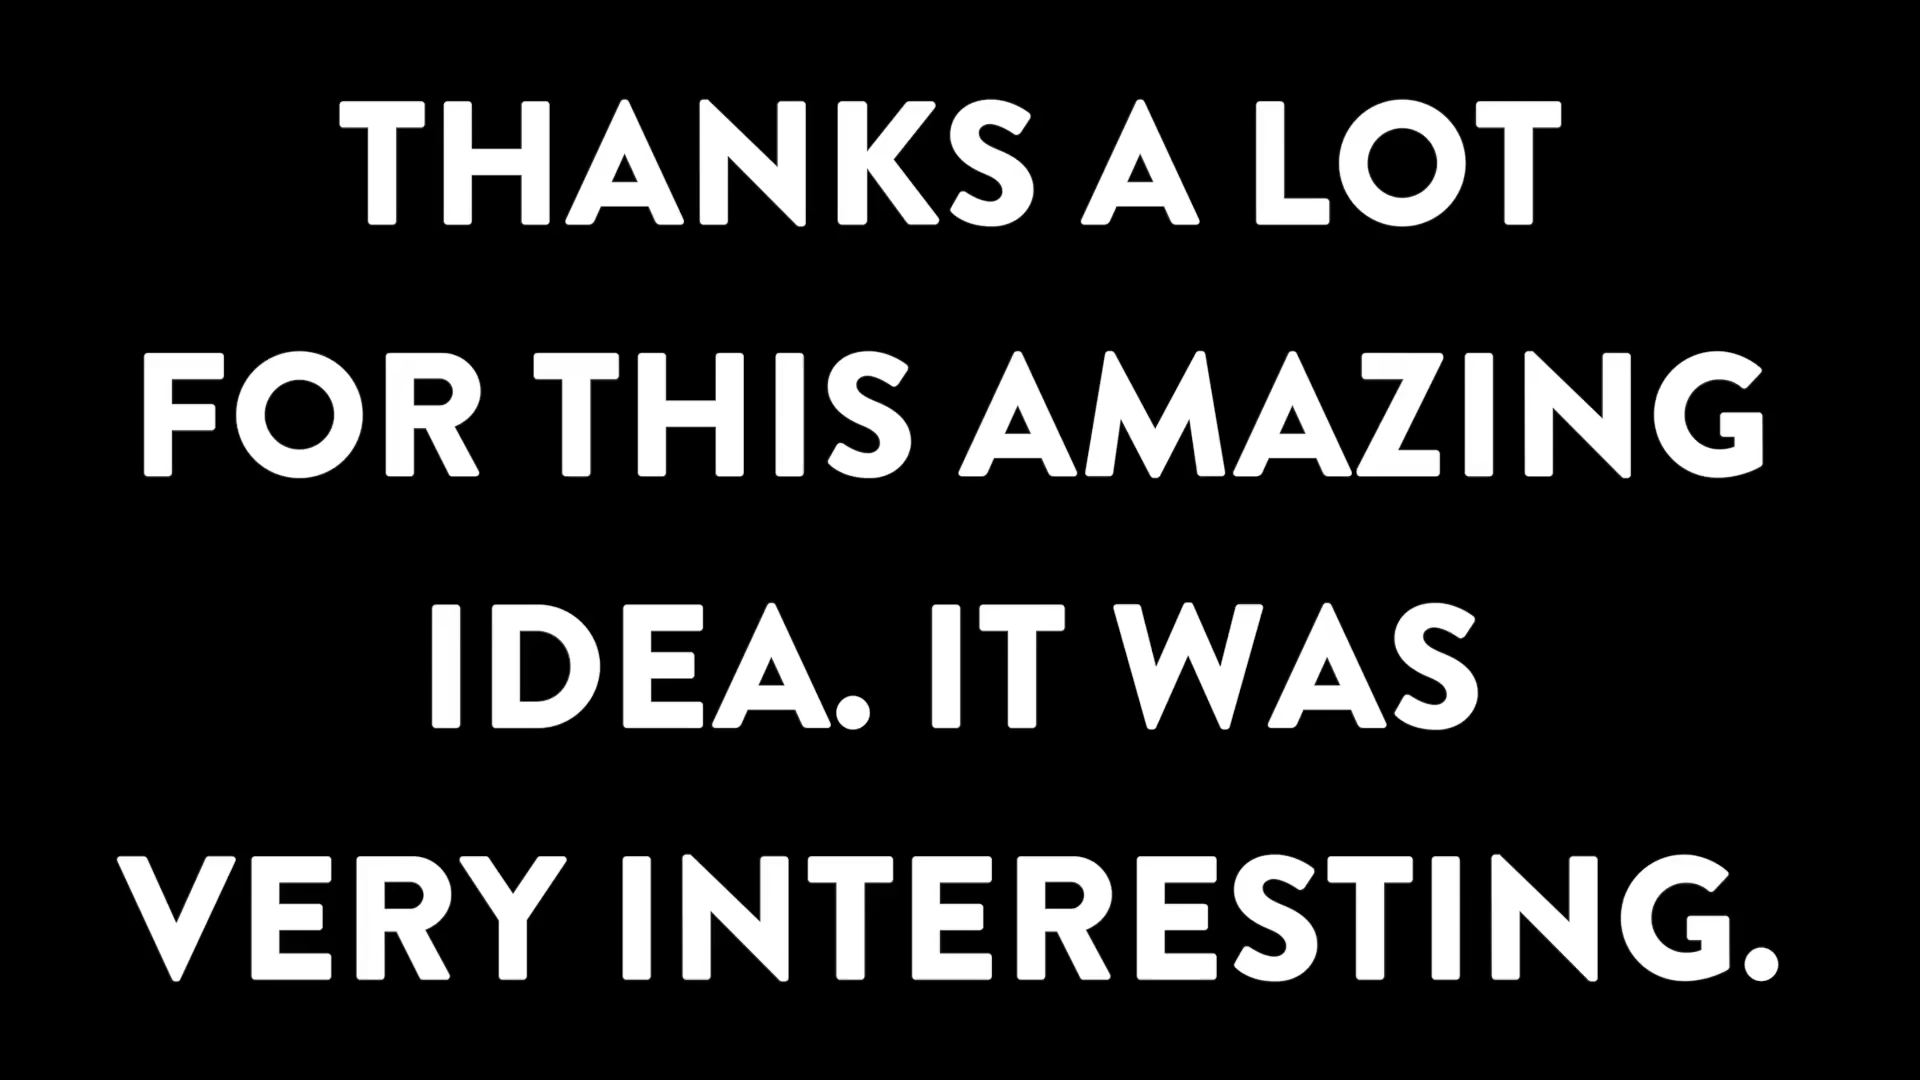 THANKS A LOT
FOR THIS AMAZING
IDEA. IT WAS
VERY INTERESTING.